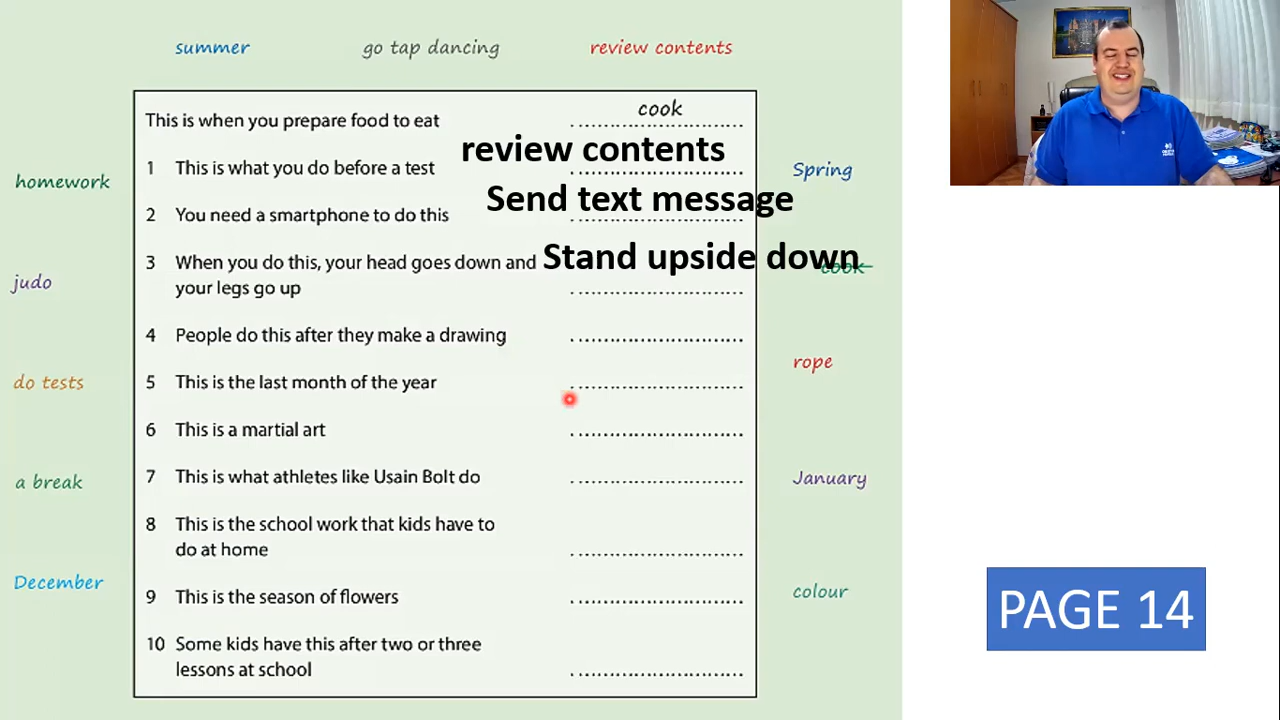 summer go tap dancing review contents
This is when you prepare food to eat cook
review contents
1 This is what you do before a test
homework
Spring
Send text message
2 You need a smartphone to do this
3 When you do this, your head goes down and
your legs go up
Stand upside down
cook
judo
4 People do this after they make a drawing
rope
do tests
5 This is the last month of the year
6 This is a martial art
7 This is what athletes like Usain Bolt do
a break
January
8 This is the school work that kids have to
do at home
December
9 This is the season of flowers
colour
10 Some kids have this after two or three
lessons at school
PAGE 14